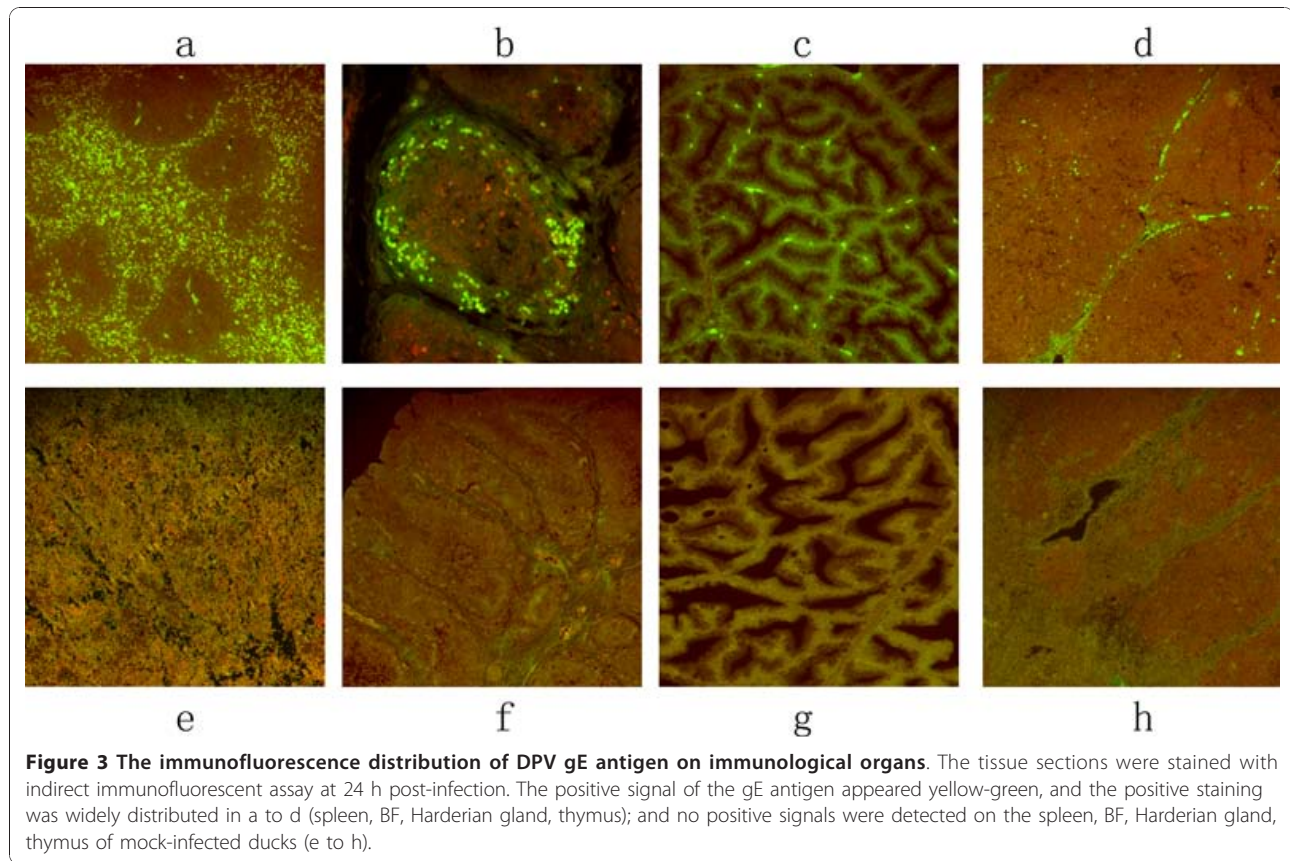 a b c d
e f g h
Figure 3 The immunofluorescence distribution of DPV gE antigen on immunological organs. The tissue sections were stained with
indirect immunofluorescent assay at 24 h post-infection. The positive signal of the gE antigen appeared yellow-green, and the positive staining
was widely distributed in a to d (spleen, BF, Harderian gland, thymus); and no positive signals were detected on the spleen, BF, Harderian gland,
thymus of mock-infected ducks (e to h).